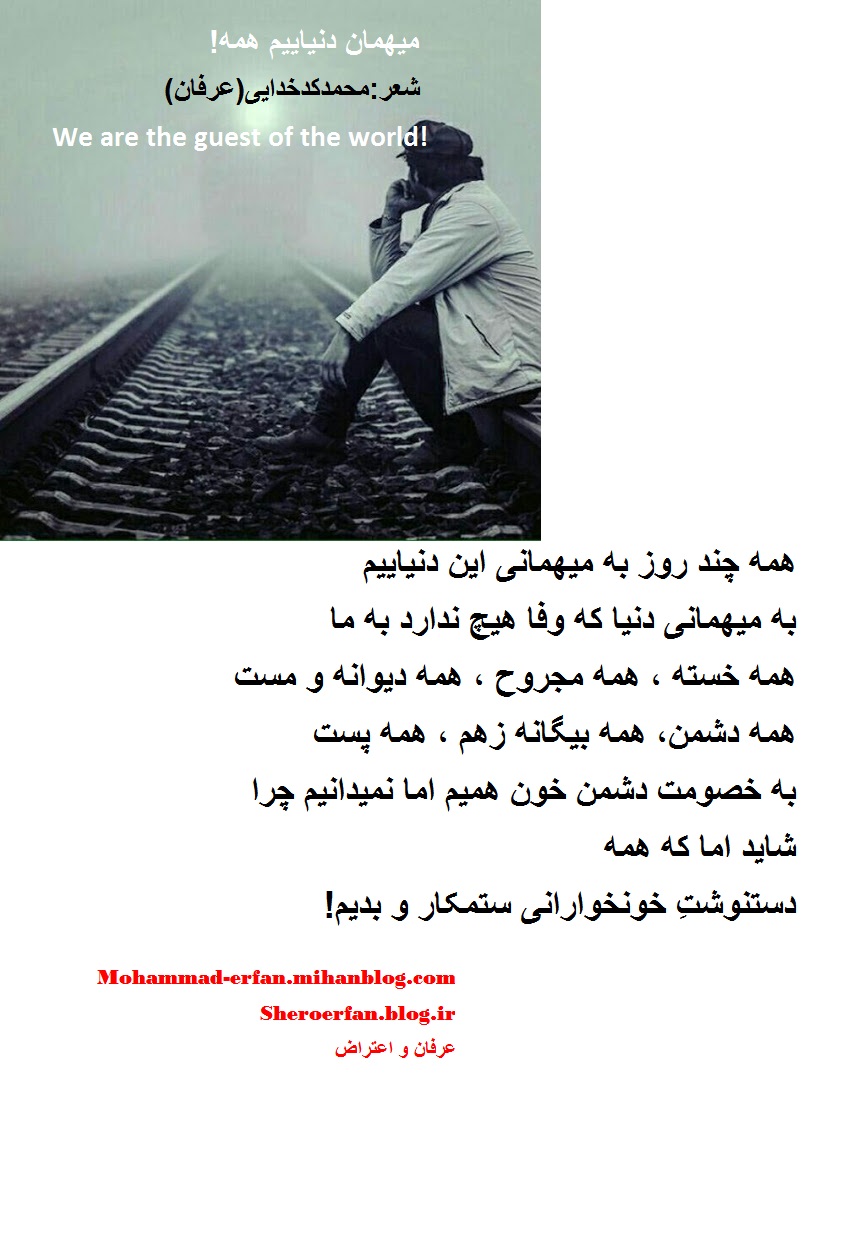 میهمان دنیاییم همه!
شعر:محمدکدخدایی(عرفان)
We are the guest of the world!
همه چند روز به میهمانی این دنیاییم
به میهمانی دنیا که وفا هیچ ندارد به ما
همه خسته ، همه مجروح ، همه دیوانه و مست
همه دشمن، همه بیگانه زهم ، همه پست
به خصومت دشمن خون همیم اما نمیدانیم چرا
شاید اما که همه
دستنوشتِ خونخوارانی ستمکار و بدیم!
Mohammad-erfan.mihanblog.com
Sheroerfan.blog.ir
عرفان و اعتراض